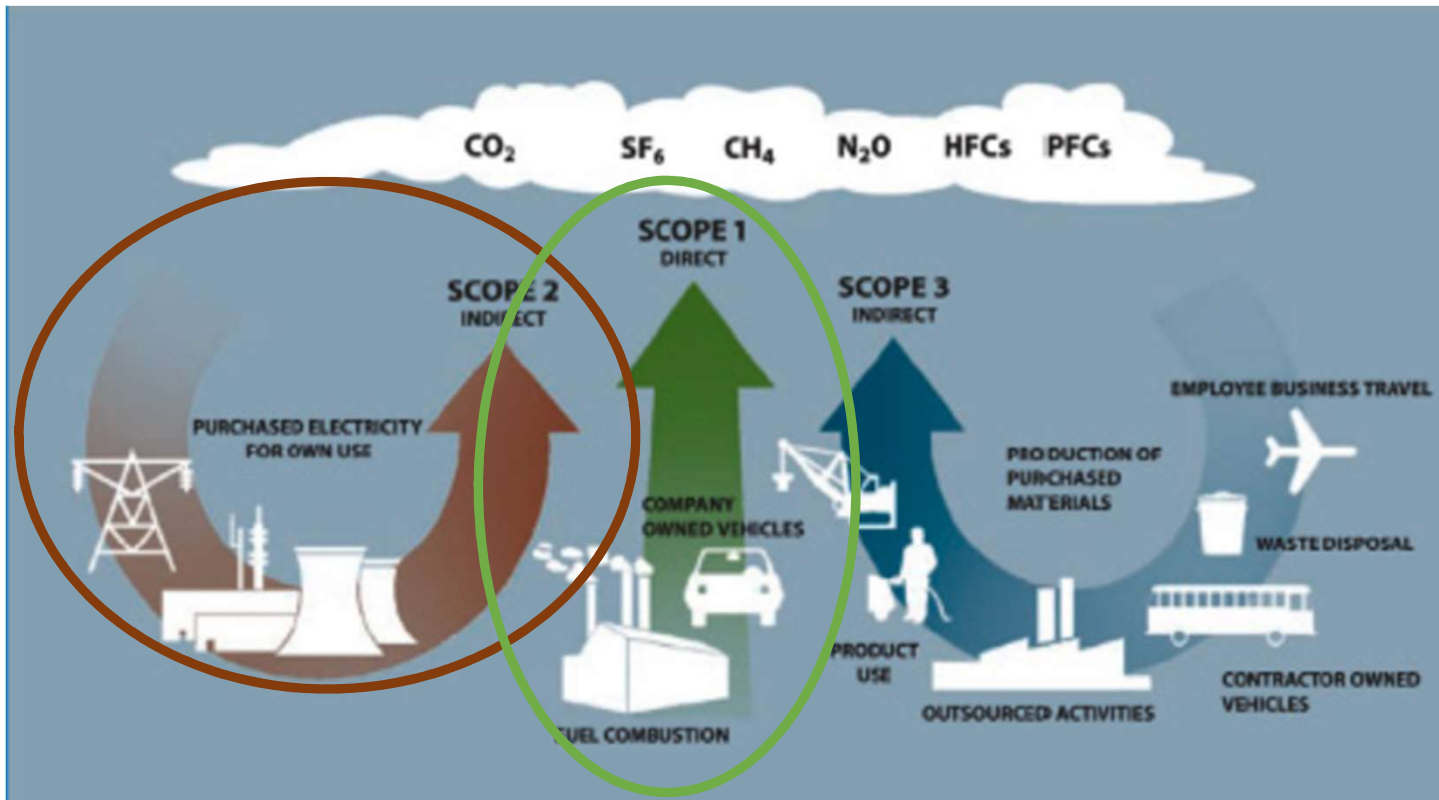 CO₂ SF₆ CH₄ N₂O HFCs PFCs
SCOPE 1
DIRECT
SCOPE 2
INDIRECT
SCOPE 3
INDIRECT
PURCHASED ELECTRICITY
FOR OWN USE
COMPANY
OWNED VEHICLES
FUEL COMBUSTION
EMPLOYEE BUSINESS TRAVEL
PRODUCTION OF
PURCHASED
MATERIALS
WASTE DISPOSAL
PRODUCT
USE
OUTSOURCED ACTIVITIES
CONTRACTOR OWNED
VEHICLES